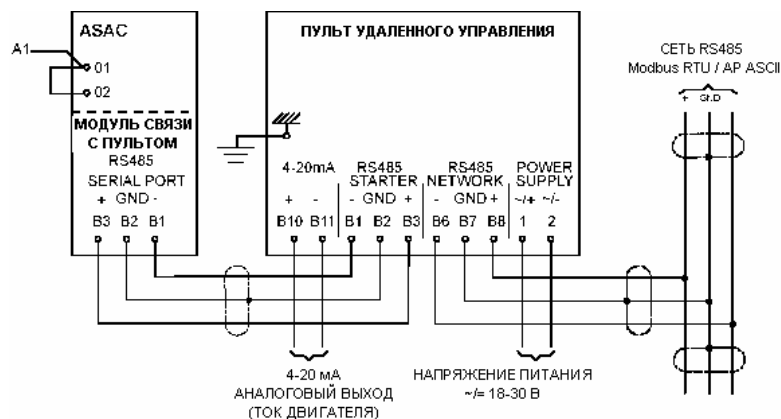 ASAC
A1
01
02
МОДУЛЬ СВЯЗИ
С ПУЛЬТОМ
RS485
SERIAL PORT
+ GND -
B3 B2 B1
ПУЛЬТ УДАЛЕННОГО УПРАВЛЕНИЯ
4-20mA
+ -
B10 B11
RS485
STARTER
- GND +
B1 B2 B3
RS485
NETWORK
- GND +
B6 B7 B8
POWER
SUPPLY
~/+ ~/-
1 2
СЕТЬ RS485
Modbus RTU / AP ASCII
+ GND -
4-20 мА
АНАЛОГОВЫЙ ВЫХОД
(ТОК ДВИГАТЕЛЯ)
НАПРЯЖЕНИЕ ПИТАНИЯ
~/= 18-30 В